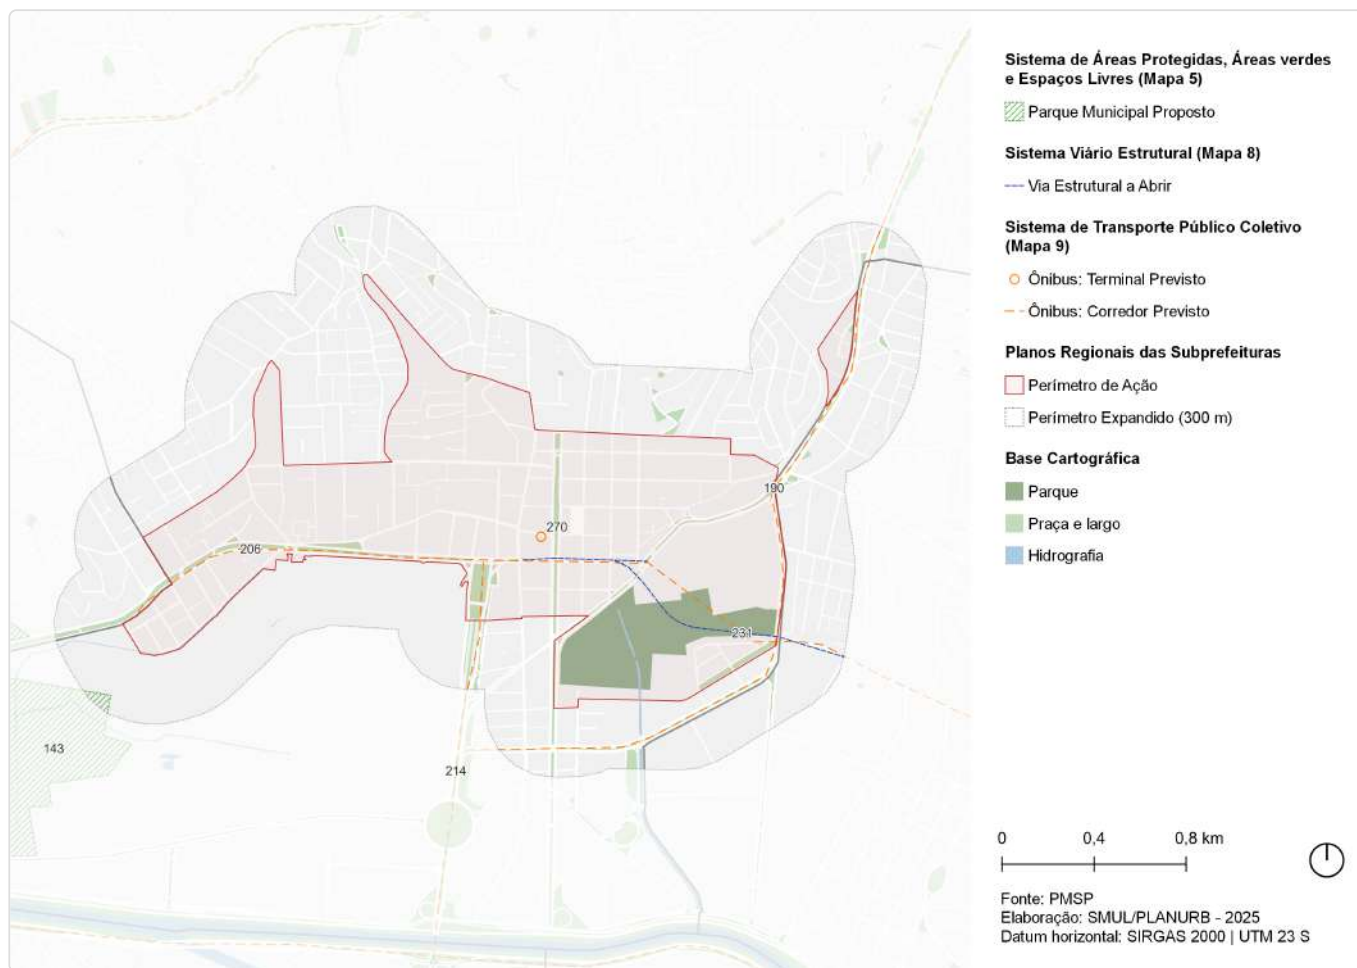 Sistema de Áreas Protegidas, Áreas verdes
e Espaços Livres (Mapa 5)
Parque Municipal Proposto
Sistema Viário Estrutural (Mapa 8)
Via Estrutural a Abrir
Sistema de Transporte Público Coletivo
(Mapa 9)
Ônibus: Terminal Previsto
Ônibus: Corredor Previsto
Planos Regionais das Subprefeituras
Perímetro de Ação
Perímetro Expandido (300 m)
Base Cartográfica
Parque
Praça e largo
Hidrografia
190
270
206
231
143
214
0 0,4 0,8 km
Fonte: PMSP
Elaboração: SMUL/PLANURB - 2025
Datum horizontal: SIRGAS 2000 | UTM 23 S